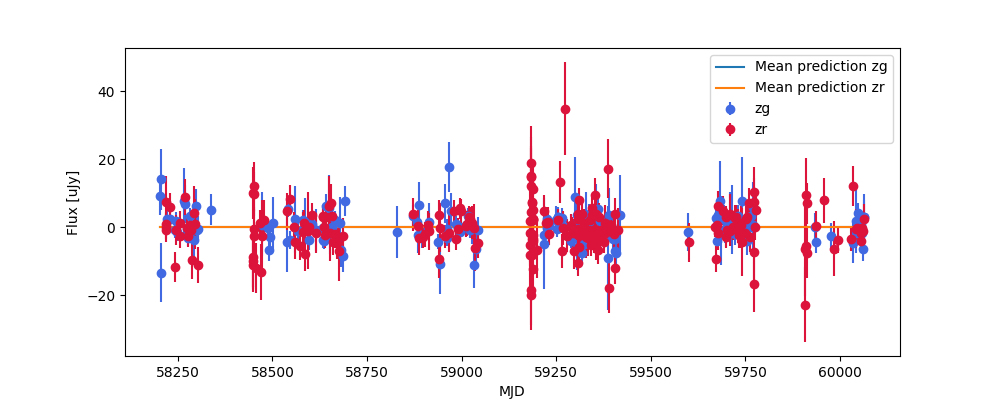 Mean prediction zg
Mean prediction zr
zg
zr
Flux [uJy]
40
20
0
−20
58250 58500 58750 59000 59250 59500 59750 60000
MJD